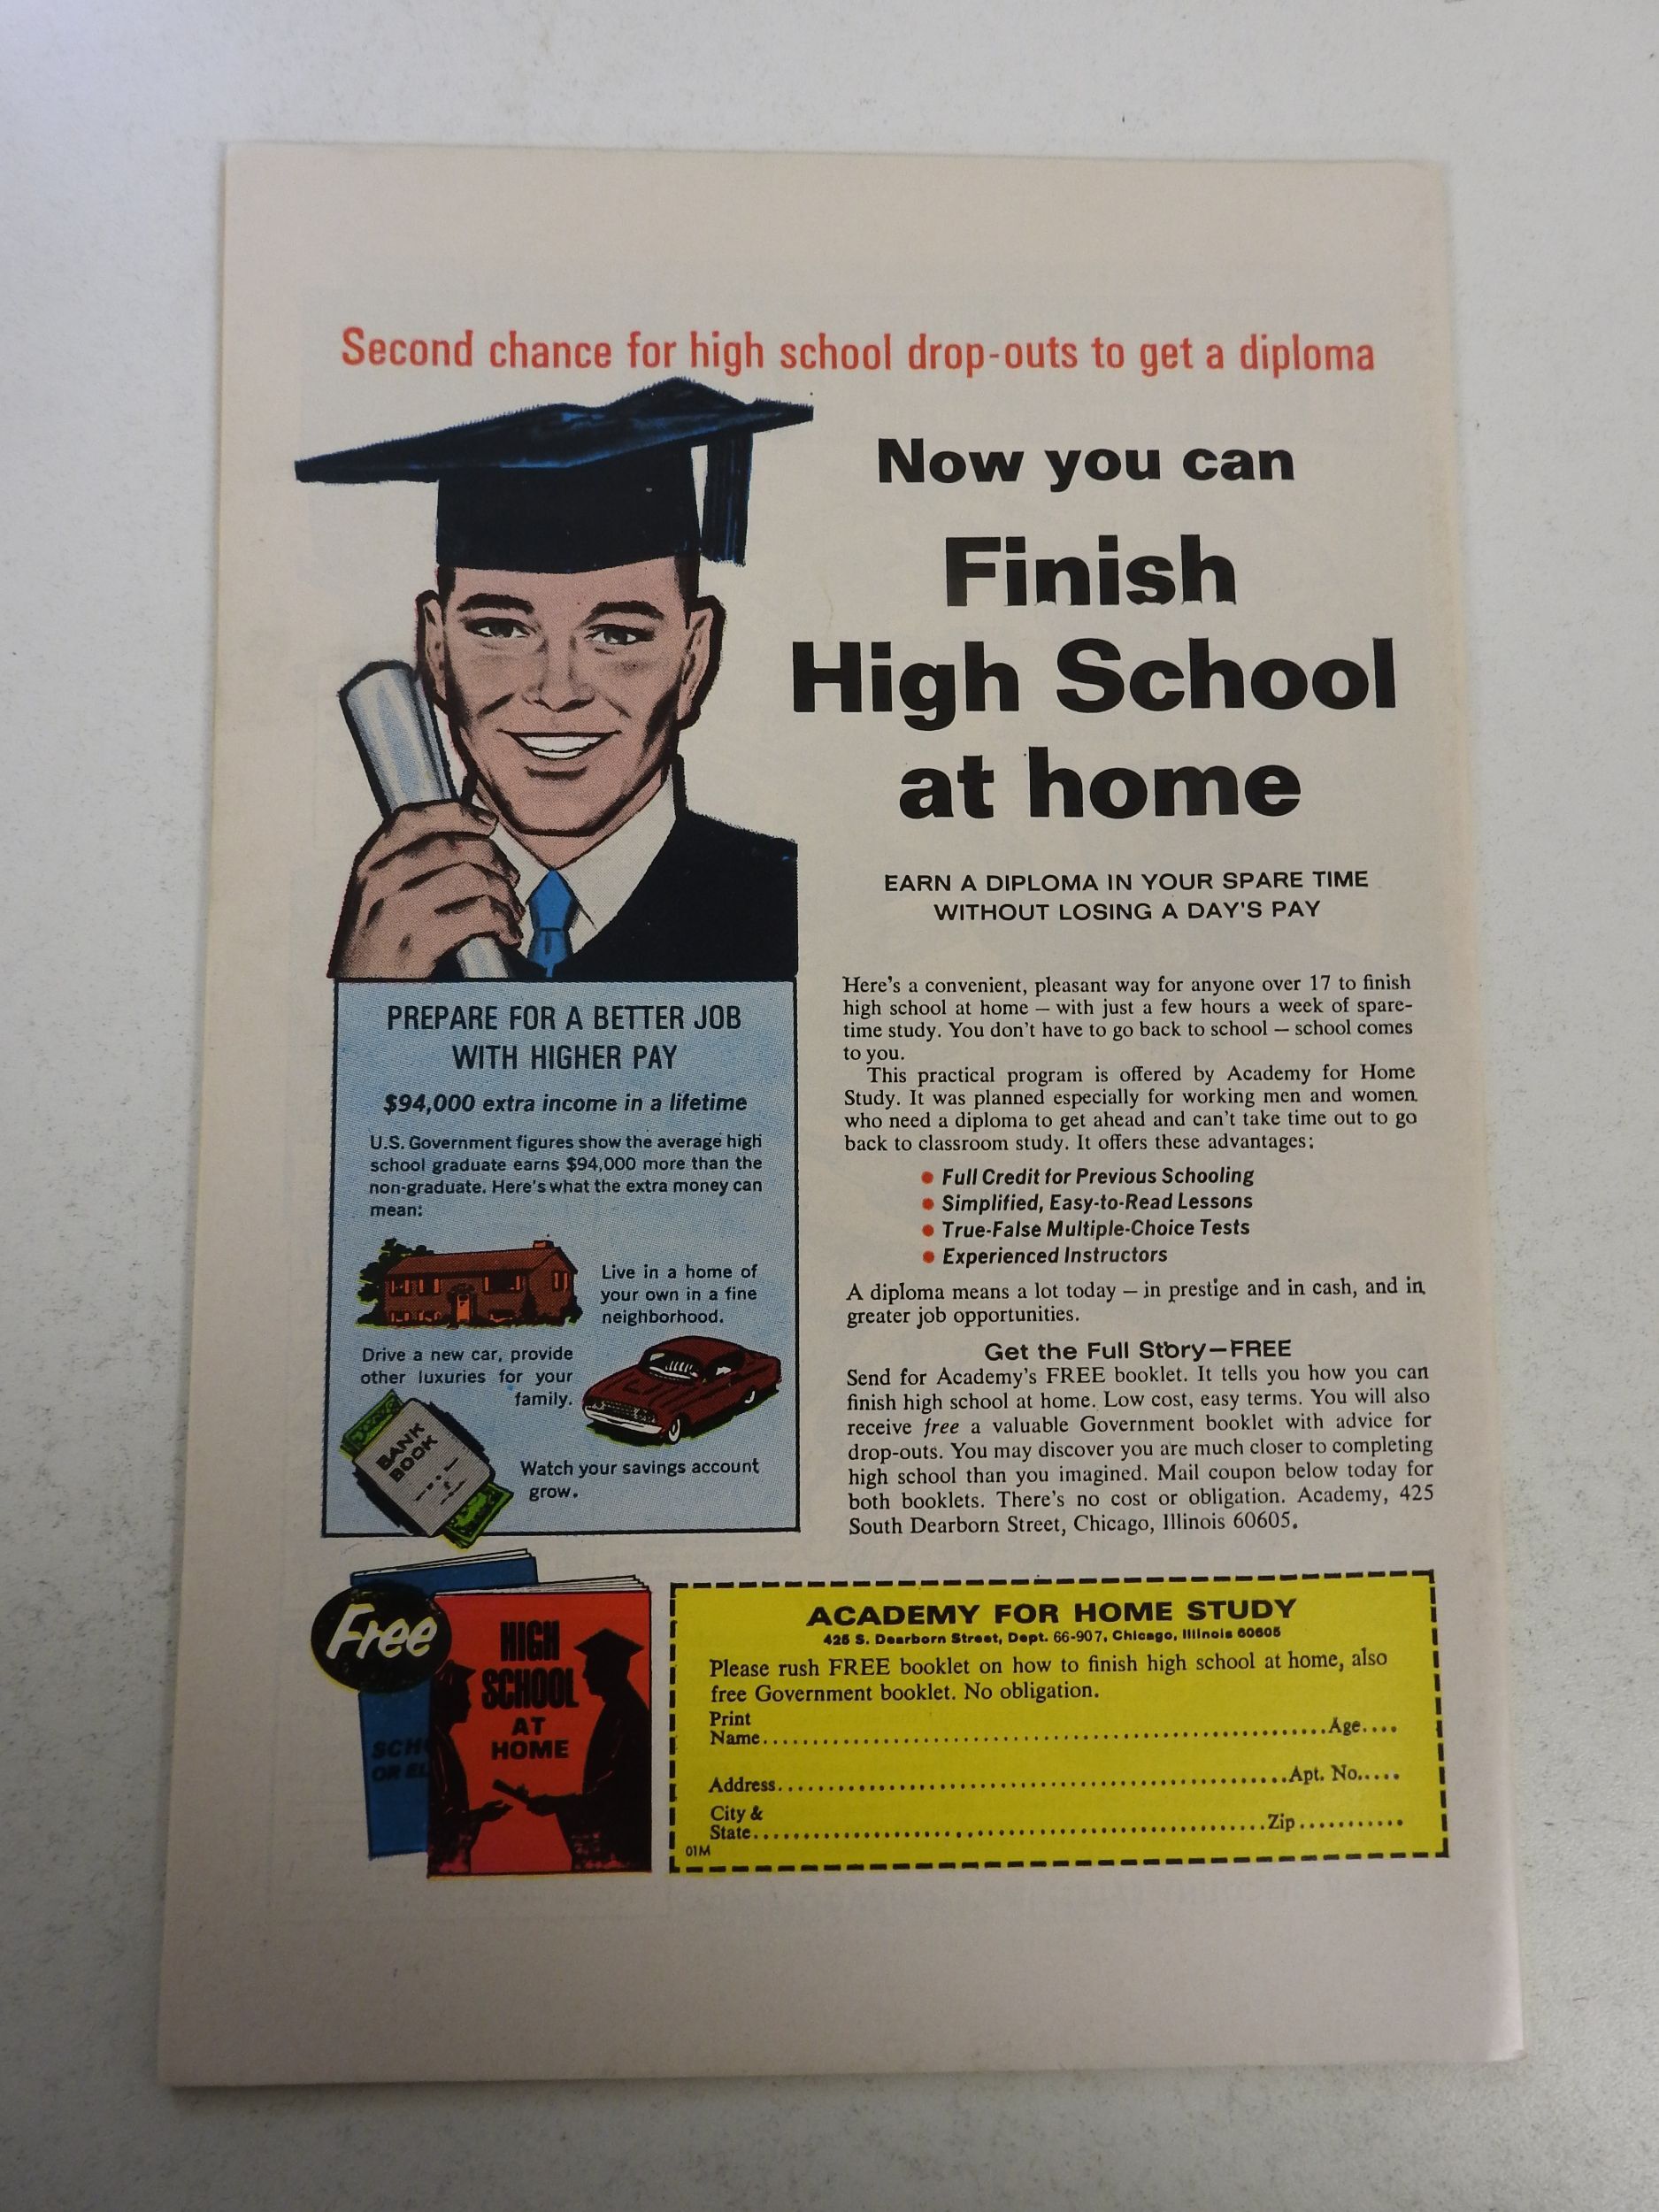 Second chance for high school drop-outs to get a diploma
Now you can
Finish
High School
at home
EARN A DIPLOMA IN YOUR SPARE TIME
WITHOUT LOSING A DAY'S PAY
Here's a convenient, pleasant way for anyone over 17 to finish
high school at home — with just a few hours a week of spare-
time study. You don't have to go back to school — school comes
to you.
This practical program is offered by Academy for Home
Study. It was planned especially for working men and women
who need a diploma to get ahead and can't take time out to go
back to classroom study. It offers these advantages:
• Full Credit for Previous Schooling
• Simplified, Easy-to-Read Lessons
• True-False Multiple-Choice Tests
• Experienced Instructors
A diploma means a lot today — in prestige and in cash, and in
greater job opportunities.
Get the Full Story—FREE
Send for Academy's FREE booklet. It tells you how you can
finish high school at home. Low cost, easy terms. You will also
receive free a valuable Government booklet with advice for
drop-outs. You may discover you are much closer to completing
high school than you imagined. Mail coupon below today for
both booklets. There's no cost or obligation. Academy, 425
South Dearborn Street, Chicago, Illinois 60605.
PREPARE FOR A BETTER JOB
WITH HIGHER PAY
$94,000 extra income in a lifetime
U.S. Government figures show the average high
school graduate earns $94,000 more than the
non-graduate. Here's what the extra money can
mean:
Live in a home of
your own in a fine
neighborhood.
Drive a new car, provide
other luxuries for your
family.
BANK
BOOK
Watch your savings account
grow.
Free
HIGH
SCHOOL
AT
HOME
SCH
OR
ACADEMY FOR HOME STUDY
425 S. Dearborn Street, Dept. 66-907, Chicago, Illinois 60605
Please rush FREE booklet on how to finish high school at home, also
free Government booklet. No obligation.
Print
Name..........Age....
Address..........Apt. No.....
City &
State..........Zip..........
01M